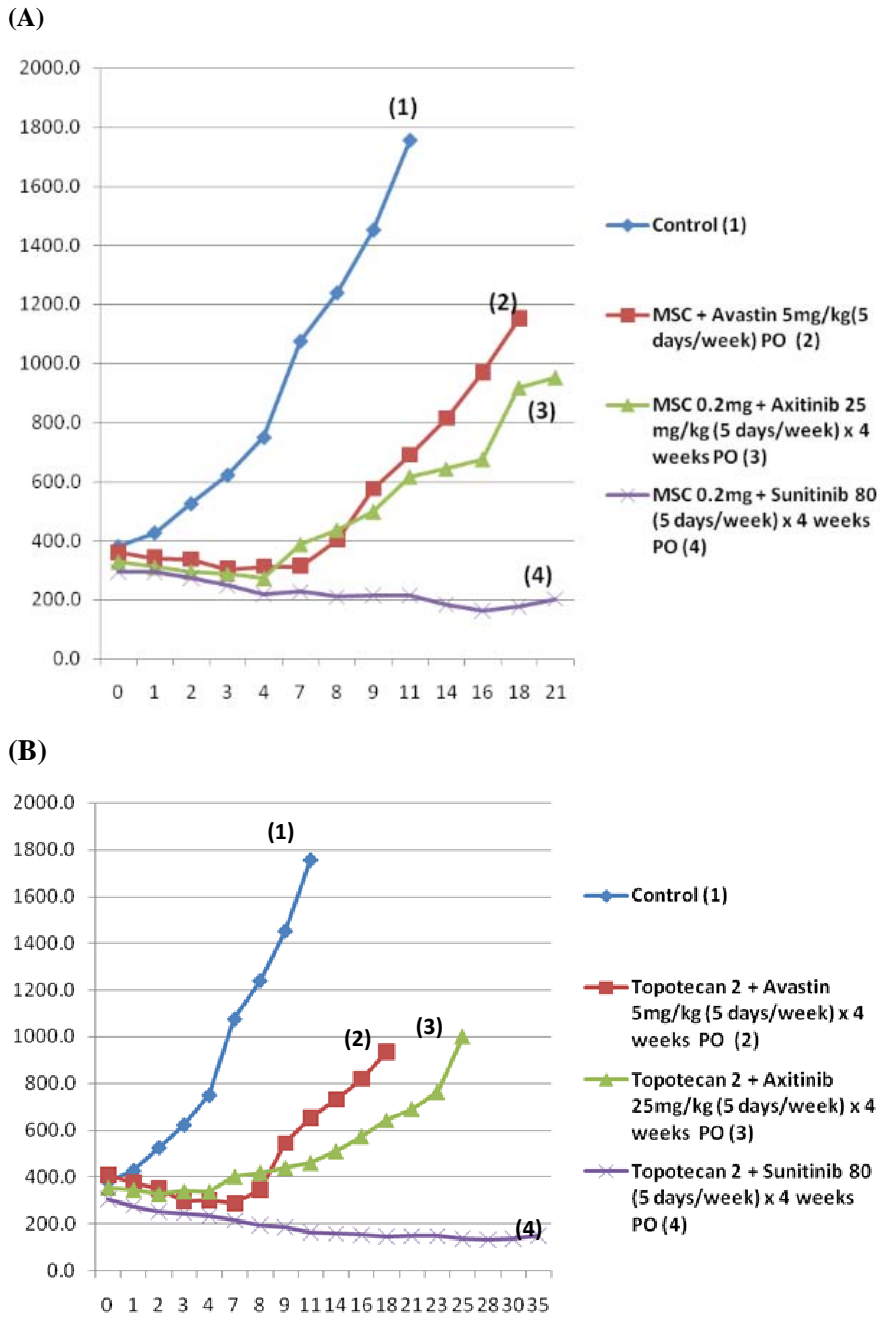 (A)
2000.0
1800.0
1600.0
1400.0
1200.0
1000.0
800.0
600.0
400.0
200.0
0.0
0 1 2 3 4 7 8 9 11 14 16 18 21
(1)
(2)
(3)
(4)
Control (1)
MSC + Avastin 5mg/kg(5
days/week) PO (2)
MSC 0.2mg + Axitinib 25
mg/kg (5 days/week) x 4
weeks PO (3)
MSC 0.2mg + Sunitinib 80
(5 days/week) x 4 weeks
PO (4)
(B)
2000.0
1800.0
1600.0
1400.0
1200.0
1000.0
800.0
600.0
400.0
200.0
0.0
0 1 2 3 4 7 8 9 11 14 16 18 21 23 25 28 30 35
(1)
(2)
(3)
(4)
Control (1)
Topotecan 2 + Avastin
5mg/kg (5 days/week) x 4
weeks PO (2)
Topotecan 2 + Axitinib
25mg/kg (5 days/week) x 4
weeks PO (3)
Topotecan 2 + Sunitinib 80
(5 days/week) x 4 weeks
PO (4)